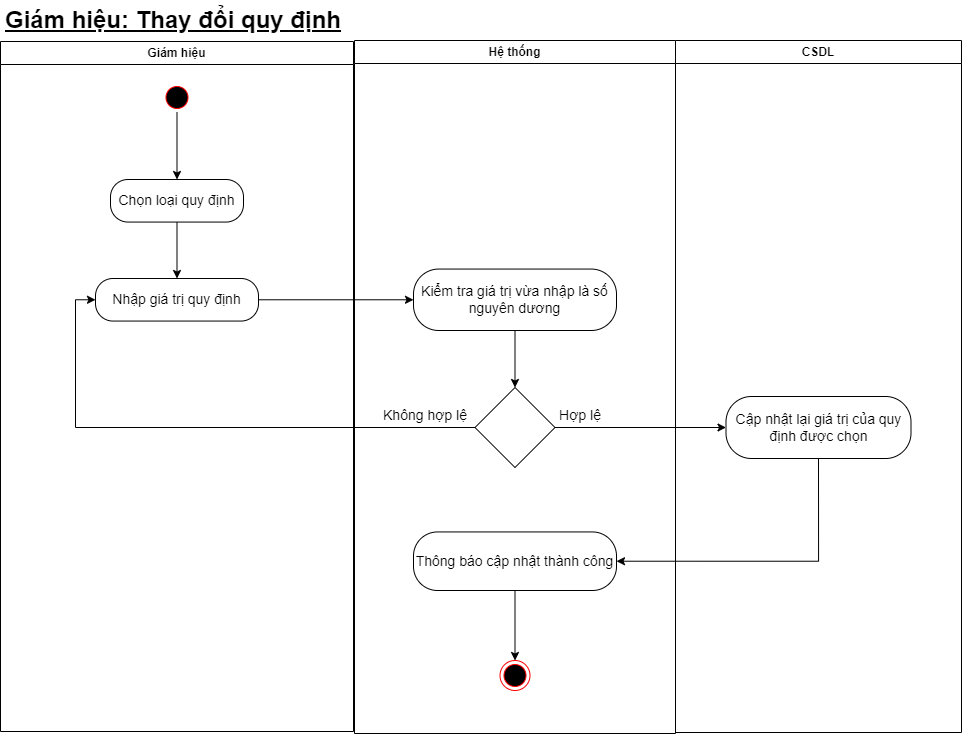 Giám hiệu: Thay đổi quy định
Giám hiệu
Hệ thống
CSDL
Chọn loại quy định
Nhập giá trị quy định
Kiểm tra giá trị vừa nhập là số
nguyên dương
Không hợp lệ
Hợp lệ
Cập nhật lại giá trị của quy
định được chọn
Thông báo cập nhật thành công